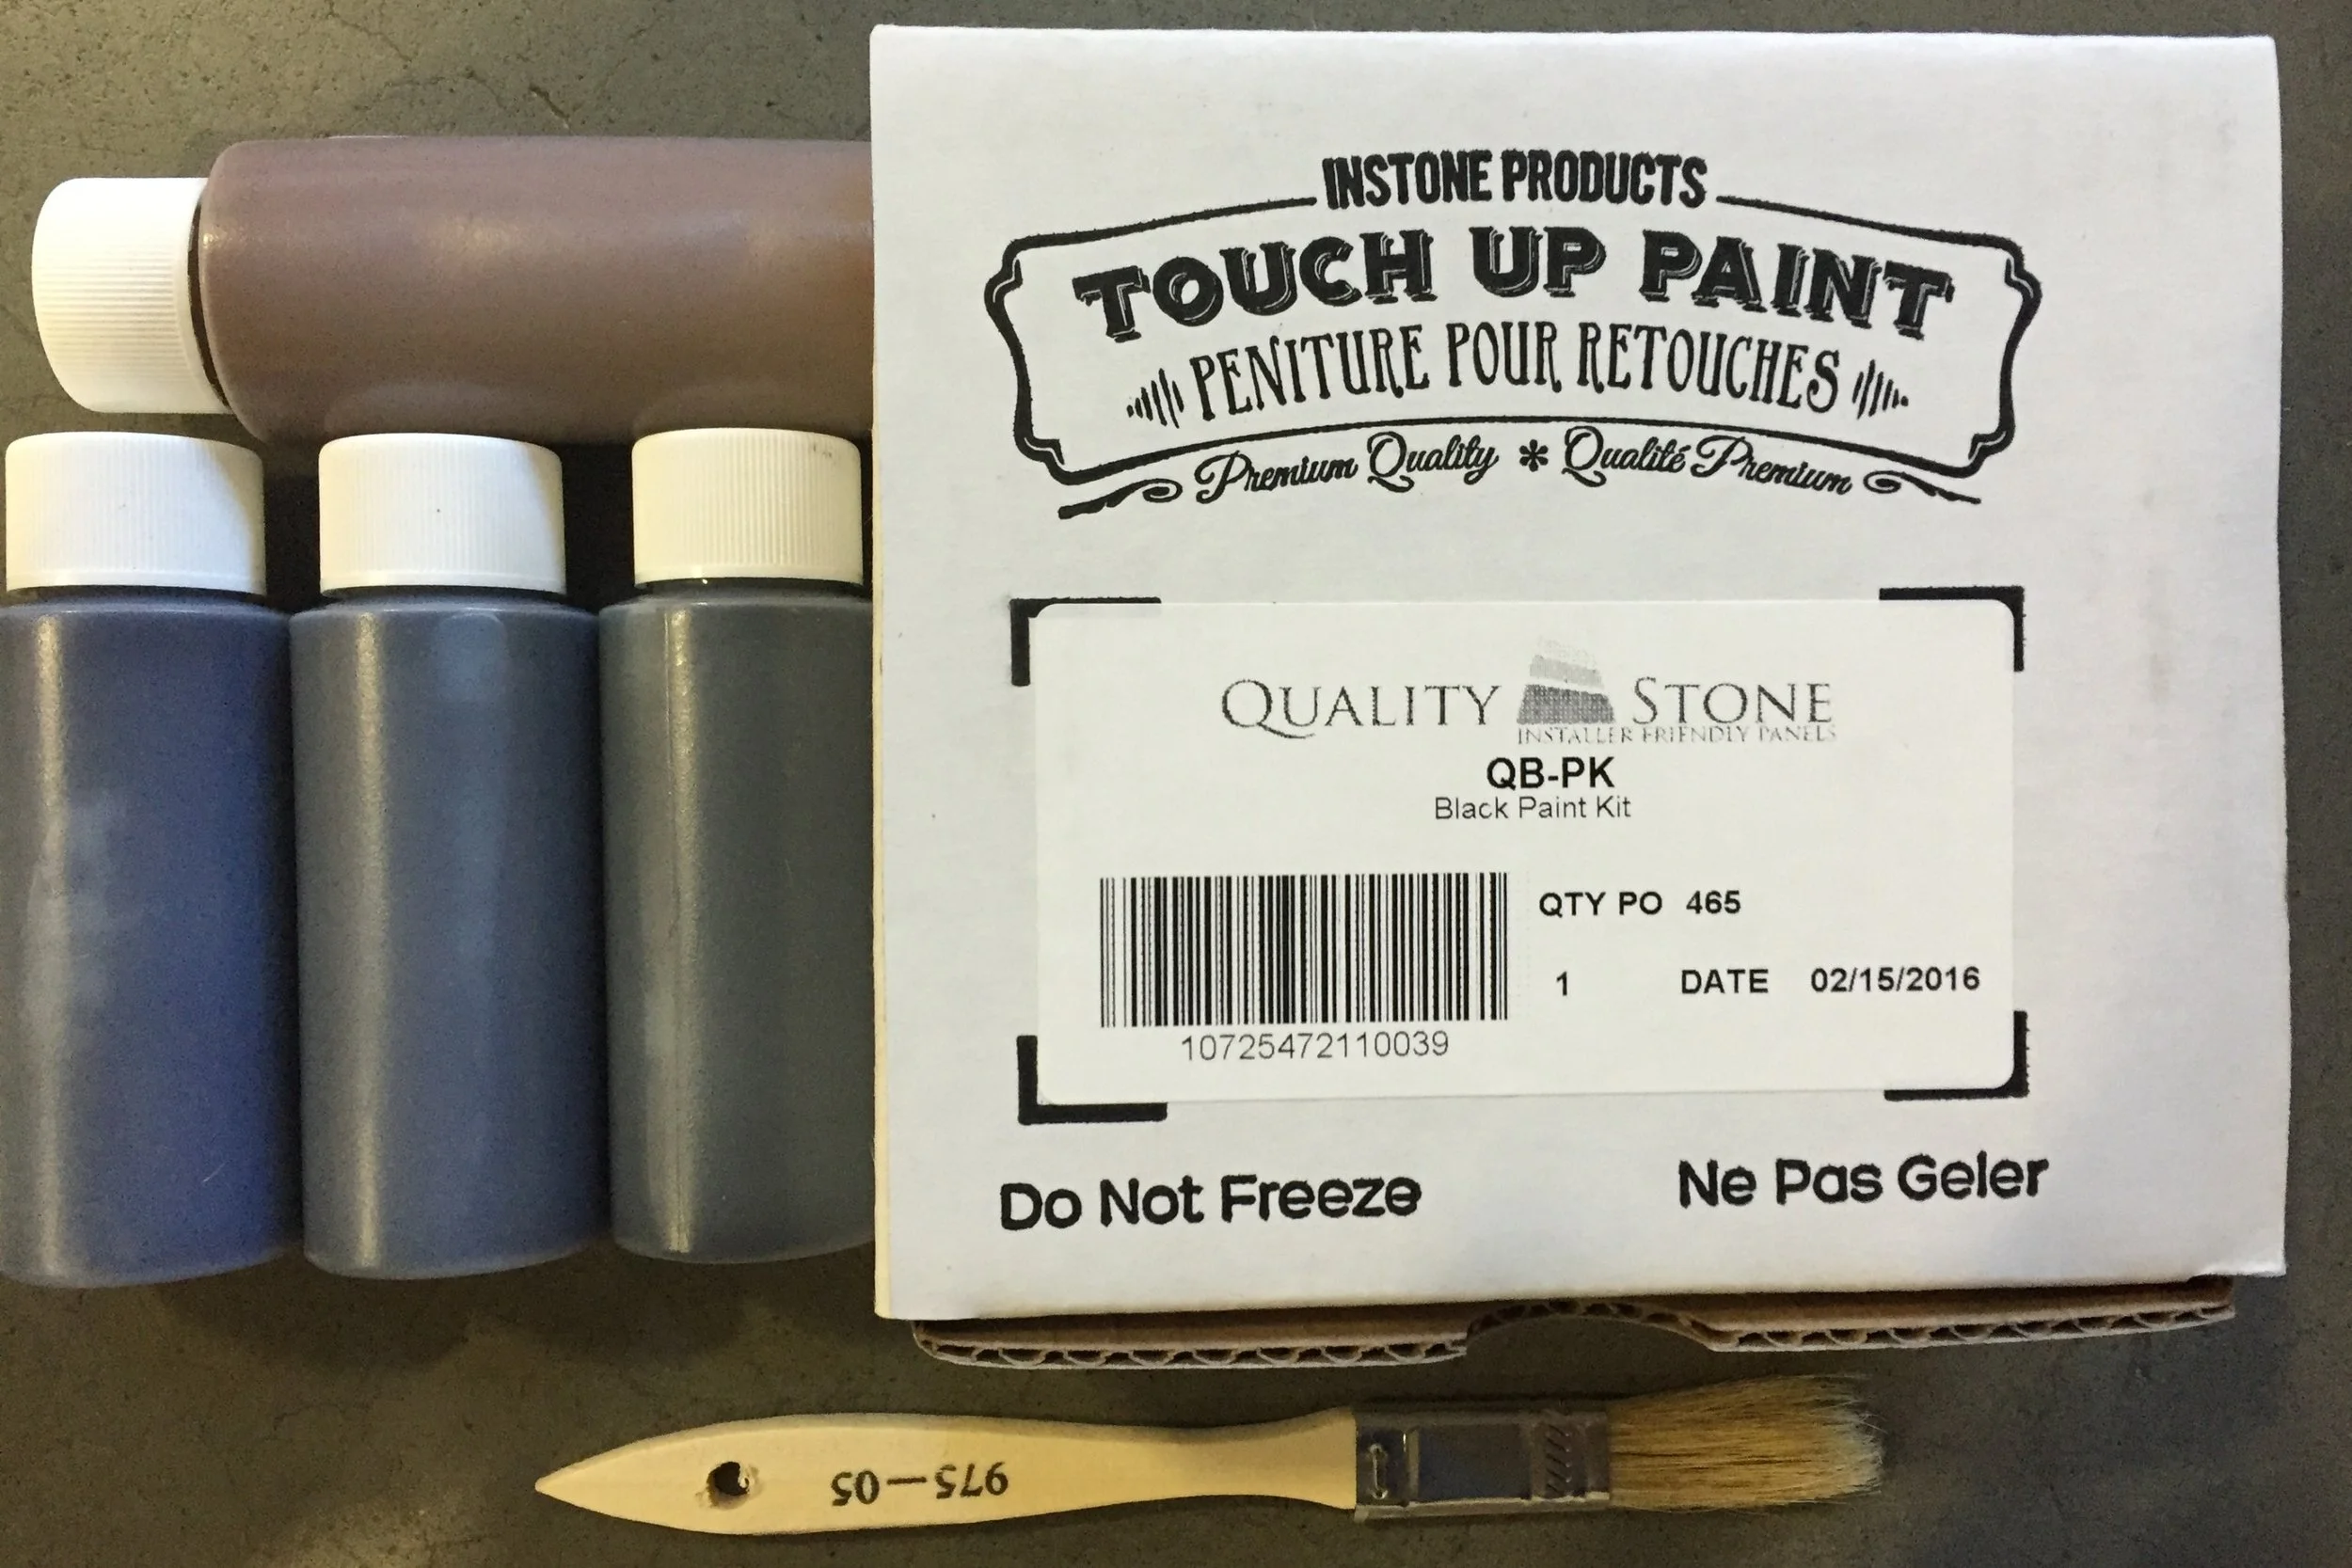 INSTONE PRODUCTS
TOUCH UP PAINT
PENITURE POUR RETOUCHES
Premium Quality * Qualité Premium
QUALITY STONE
INSTALLER FRIENDLY PANELS
QB-PK
Black Paint Kit
QTY PO 465
1 DATE 02/15/2016
10725472110039
Do Not Freeze Ne Pas Geler
975-05